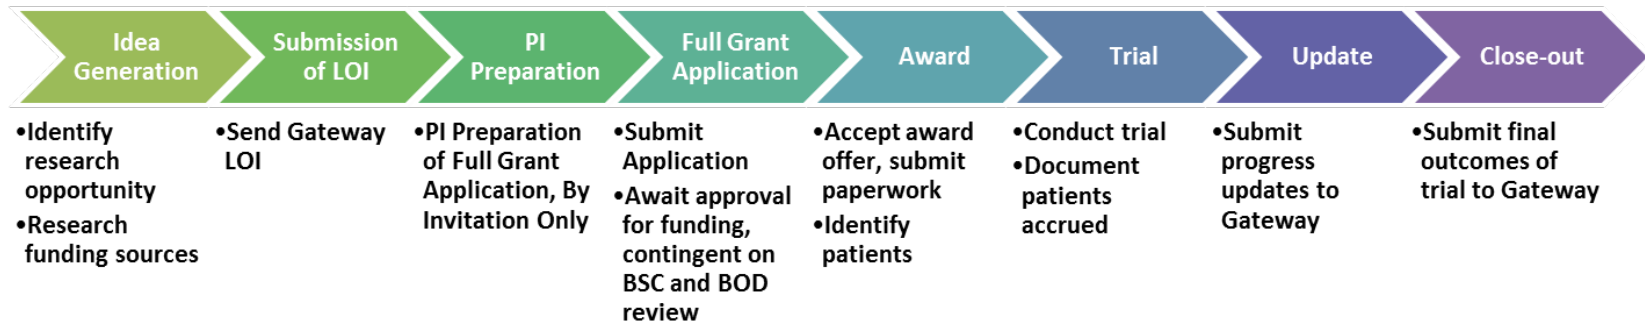 Idea
Generation
Submission
of LOI
PI
Preparation
Full Grant
Application
Award
Trial
Update
Close-out
•Identify
research
opportunity
•Research
funding sources
•Send Gateway
LOI
•PI Preparation
of Full Grant
Application, By
Invitation Only
•Submit
Application
•Await approval
for funding,
contingent on
BSC and BOD
review
•Accept award
offer, submit
paperwork
•Identify
patients
•Conduct trial
•Document
patients
accrued
•Submit
progress
updates to
Gateway
•Submit final
outcomes of
trial to Gateway